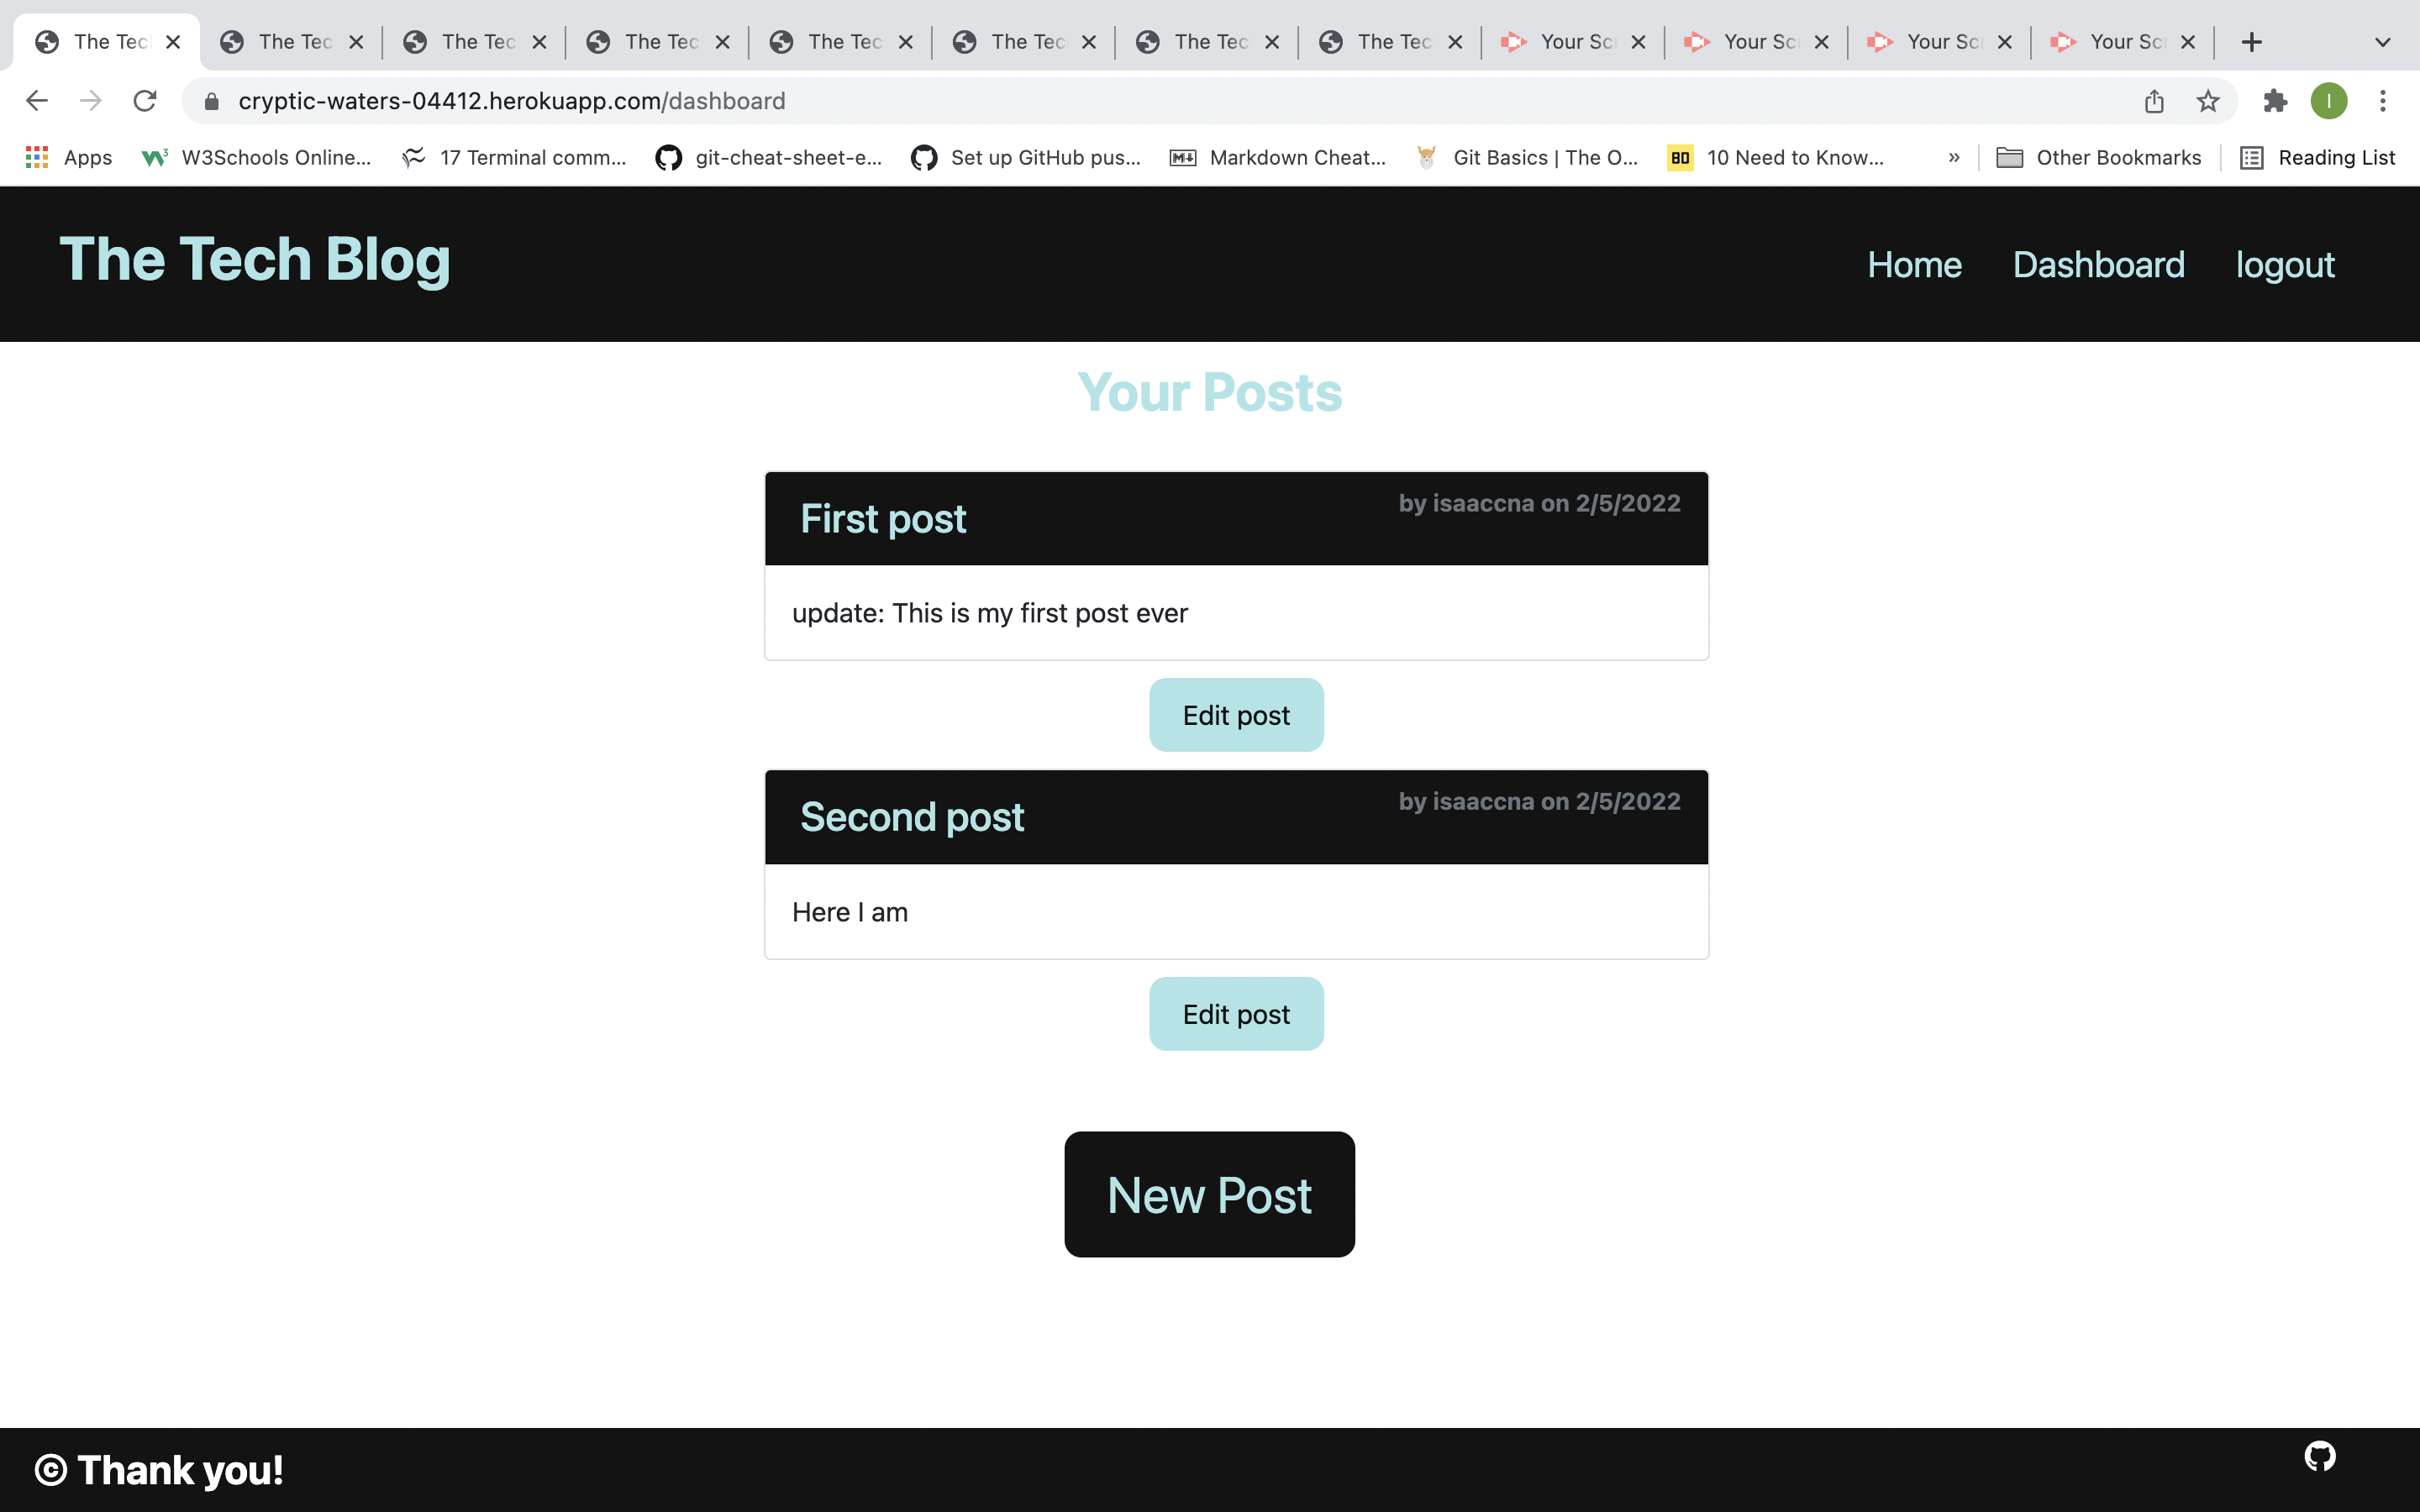 The Tec The Tec The Tec The Tec The Tec The Tec The Tec The Tec Your Sc Your Sc Your Sc Your Scr
cryptic-waters-04412.herokuapp.com/dashboard I
Apps W3Schools Online... 17 Terminal comm... git-cheat-sheet-e... Set up GitHub pus... Markdown Cheat... Git Basics | The O... BD 10 Need to Know... » Other Bookmarks Reading List
The Tech Blog Home Dashboard logout
Your Posts
First post by isaaccna on 2/5/2022
update: This is my first post ever
Edit post
Second post by isaaccna on 2/5/2022
Here I am
Edit post
New Post
© Thank you!